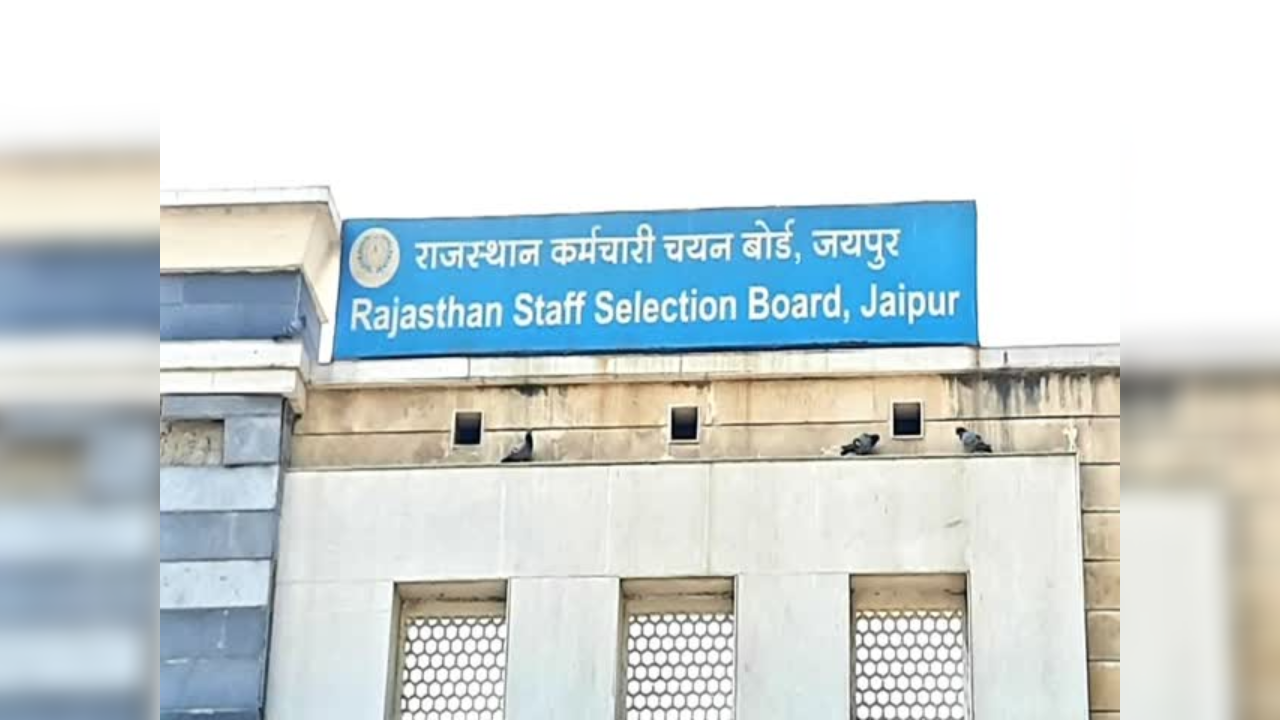 राजस्थान कर्मचारी चयन बोर्ड, जयपुर
Rajasthan Staff Selection Board, Jaipur